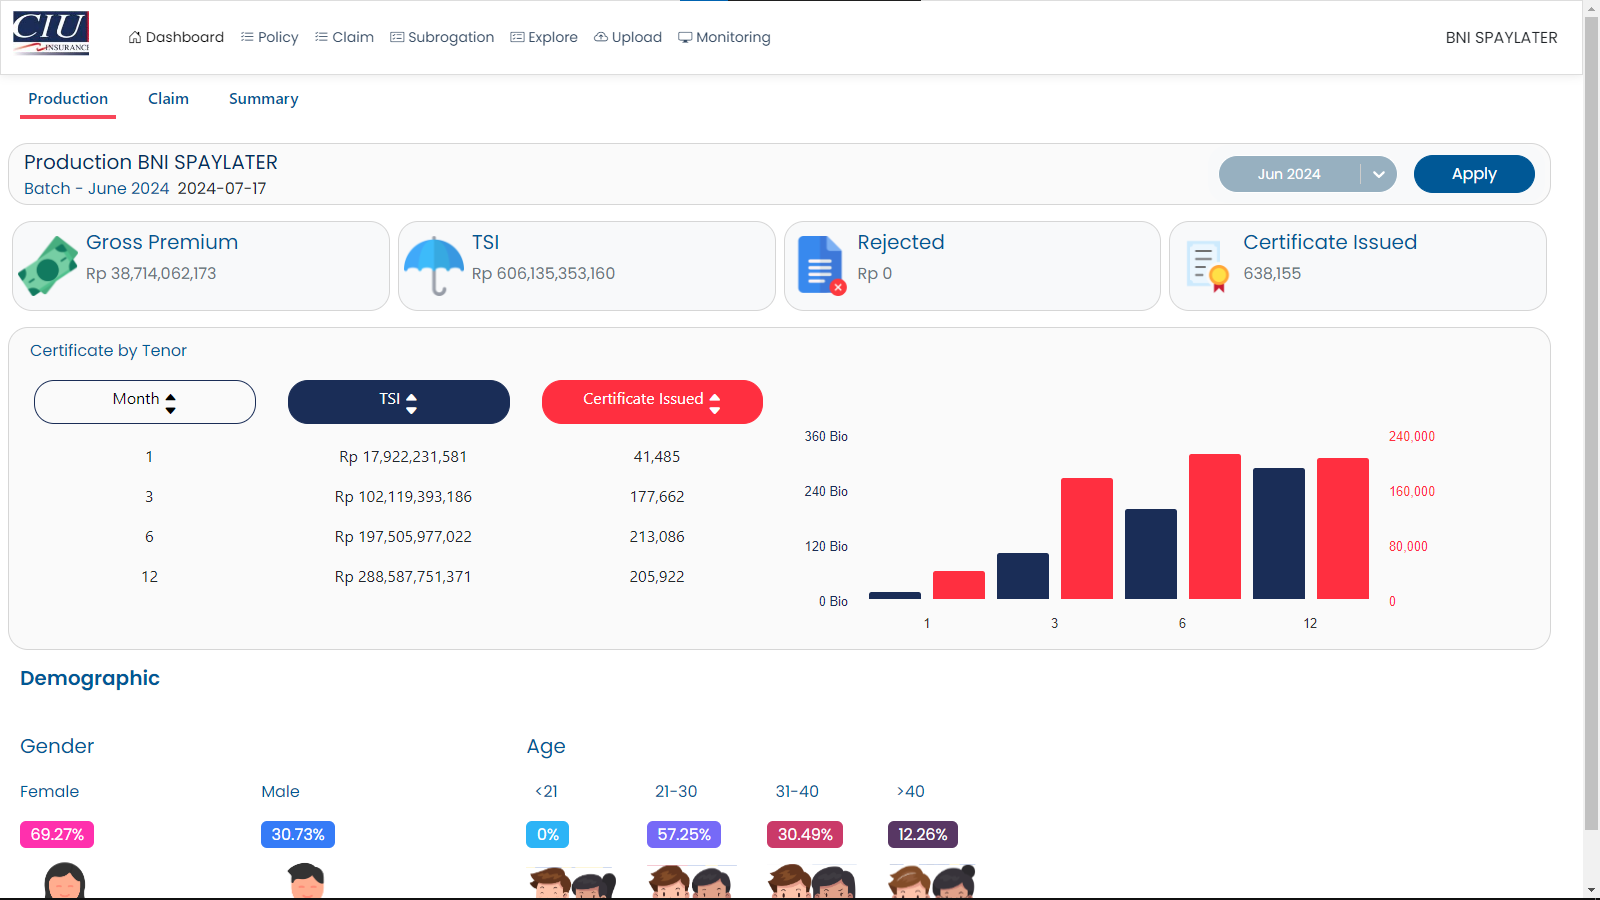 CIU
INSURANCE
Dashboard Policy Claim Subrogation Explore Upload Monitoring BNI SPAYLATER
Production Claim Summary
Production BNI SPAYLATER
Batch - June 2024 2024-07-17
Jun 2024
Apply
Gross Premium
Rp 38,714,062,173
TSI
Rp 606,135,353,160
Rejected
Rp 0
Certificate Issued
638,155
Certificate by Tenor
Month TSI Certificate Issued
1 Rp 17,922,231,581 41,485
3 Rp 102,119,393,186 177,662
6 Rp 197,505,977,022 213,086
12 Rp 288,587,751,371 205,922
360 Bio 240,000
240 Bio 160,000
120 Bio 80,000
0 Bio 0
1 3 6 12
Demographic
Gender
Female Male
69.27% 30.73%
Age
<21 21-30 31-40 >40
0% 57.25% 30.49% 12.26%